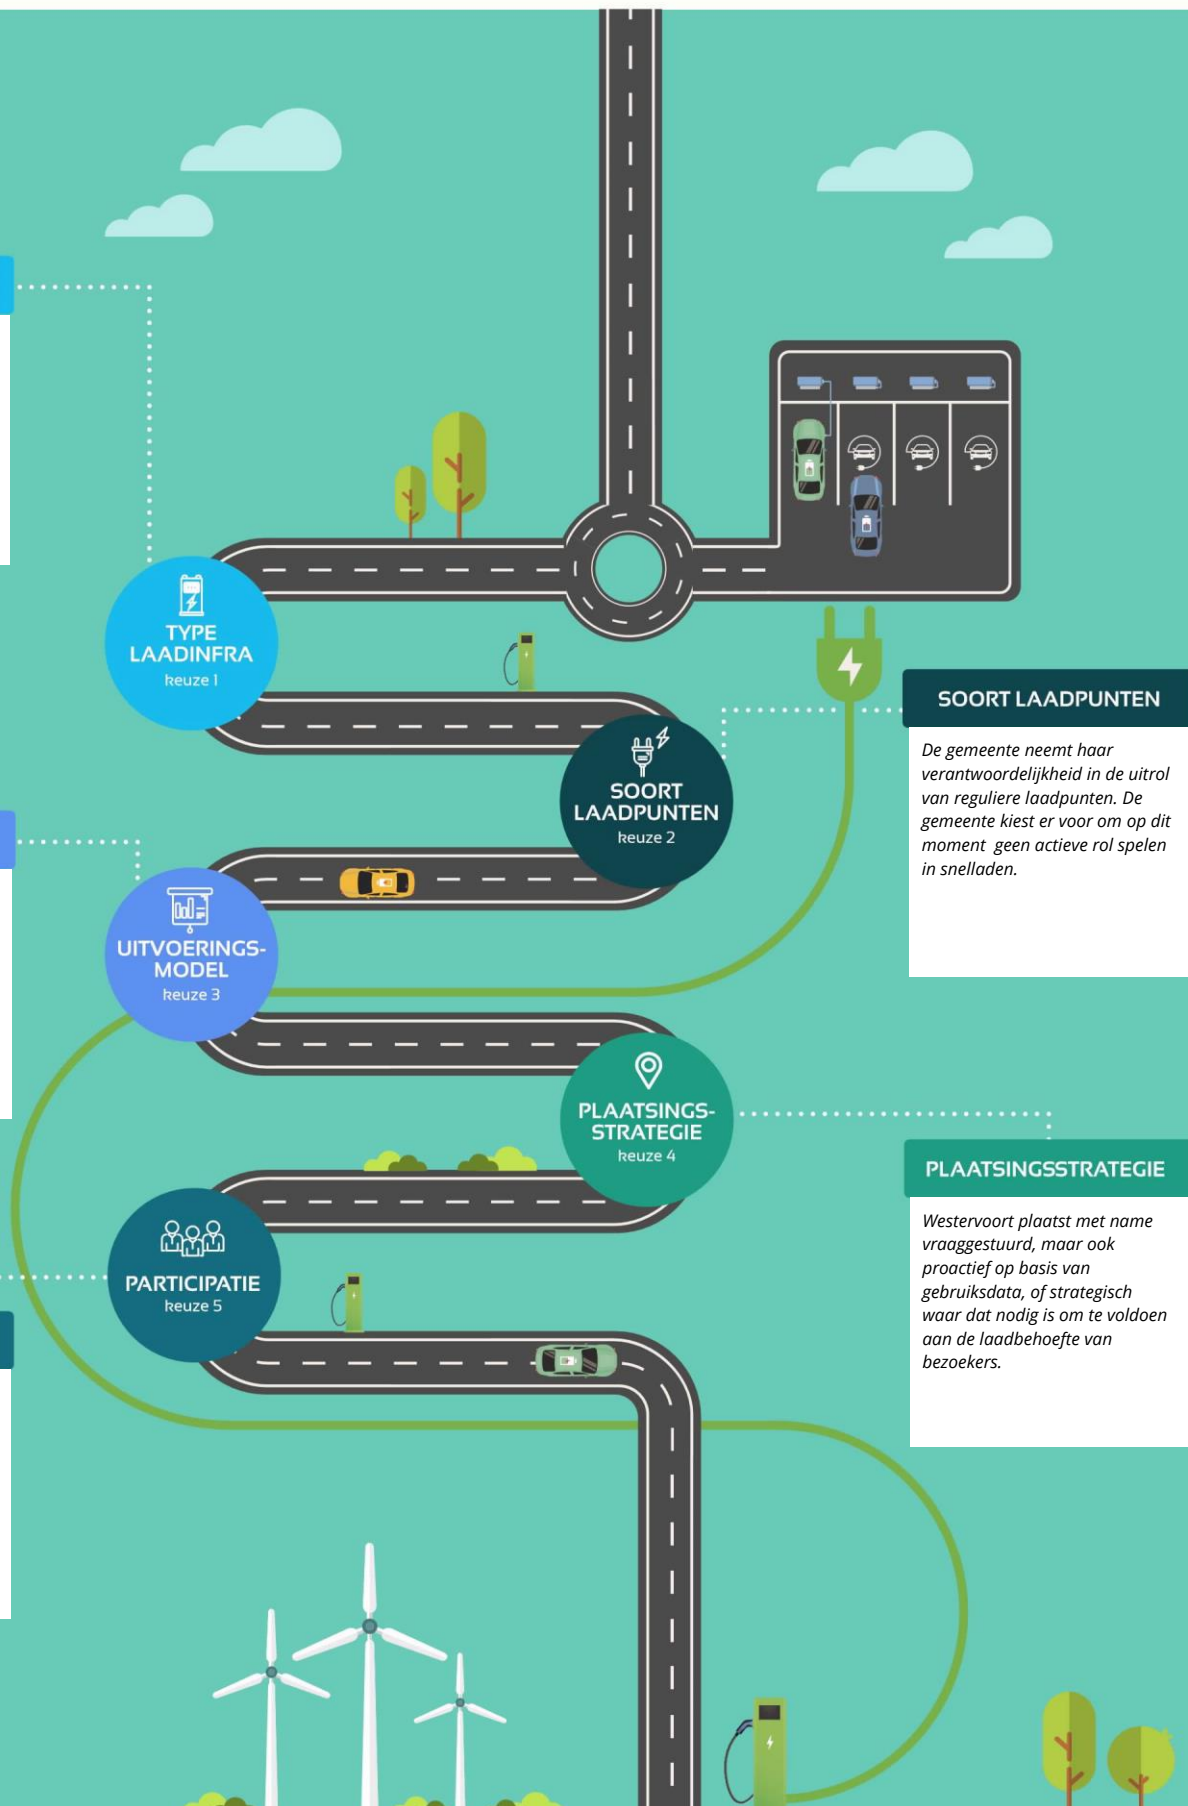 TYPE
LAADINFRA
keuze 1
SOORT
LAADPUNTEN
keuze 2
SOORT LAADPUNTEN
De gemeente neemt haar
verantwoordelijkheid in de uitrol
van reguliere laadpunten. De
gemeente kiest er voor om op dit
moment geen actieve rol spelen
in snelladen.
UITVOERINGS-
MODEL
keuze 3
PLAATSINGS-
STRATEGIE
keuze 4
PLAATSINGSSTRATEGIE
Westervoort plaatst met name
vraaggestuurd, maar ook
proactief op basis van
gebruiksdata, of strategisch
waar dat nodig is om te voldoen
aan de laadbehoefte van
bezoekers.
PARTICIPATIE
keuze 5